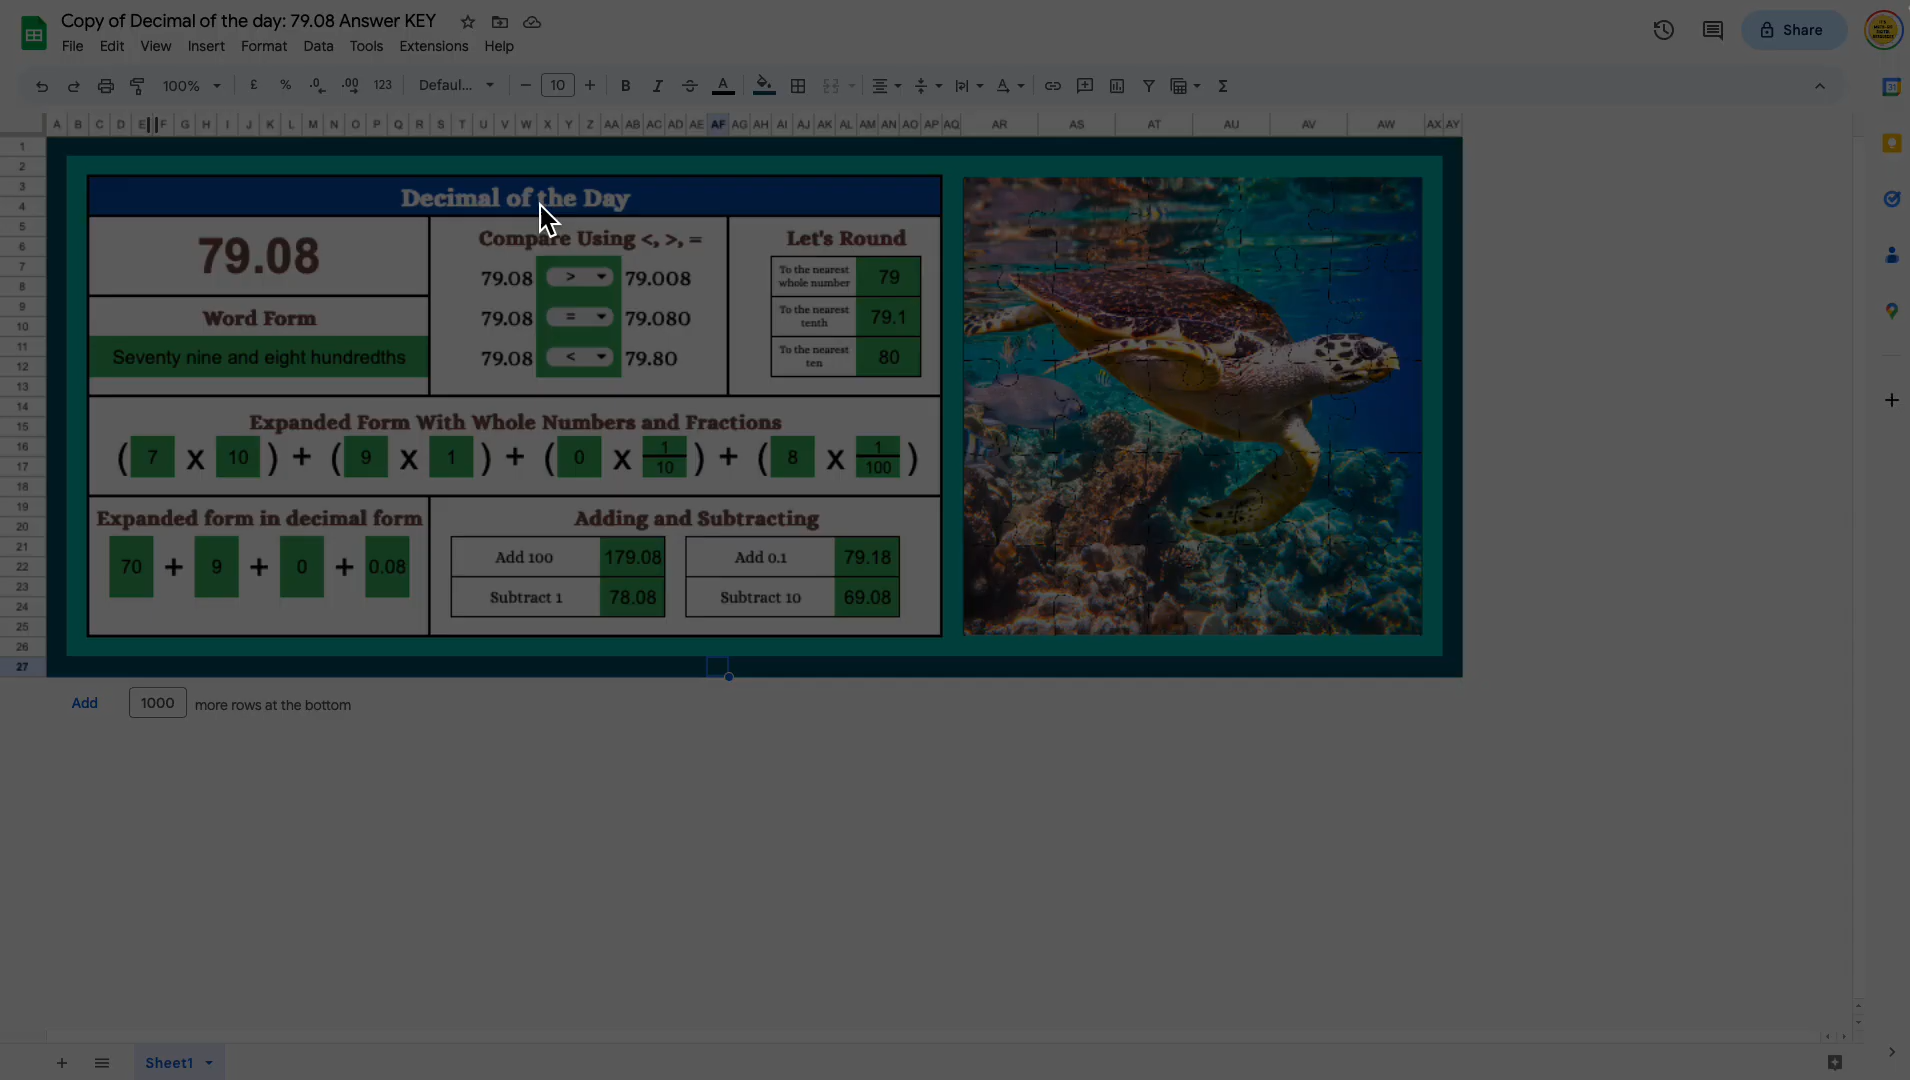 Copy of Decimal of the day: 79.08 Answer KEY
File Edit View Insert Format Data Tools Extensions Help
Share
100% £ % .0 .00 123 Defaul... − 10 + B I A Σ
A B C D E F G H I J K L M N O P Q R S T U V W X Y Z AA AB AC AD AE AF AG AH AI AJ AK AL AM AN AO AP AQ AR AS AT AU AV AW AX AY
1
2
3
4
5
6
7
8
9
10
11
12
13
14
15
16
17
18
19
20
21
22
23
24
25
26
27
Decimal of the Day
79.08
Word Form
Seventy nine and eight hundredths
Compare Using <, >, =
79.08 > 79.008
79.08 = 79.080
79.08 < 79.80
Let's Round
To the nearest whole number 79
To the nearest tenth 79.1
To the nearest ten 80
Expanded Form With Whole Numbers and Fractions
( 7 x 10 ) + ( 9 x 1 ) + ( 0 x 1/10 ) + ( 8 x 1/100 )
Expanded form in decimal form
70 + 9 + 0 + 0.08
Adding and Subtracting
Add 100 179.08 Add 0.1 79.18
Subtract 1 78.08 Subtract 10 69.08
Add 1000 more rows at the bottom
Sheet1